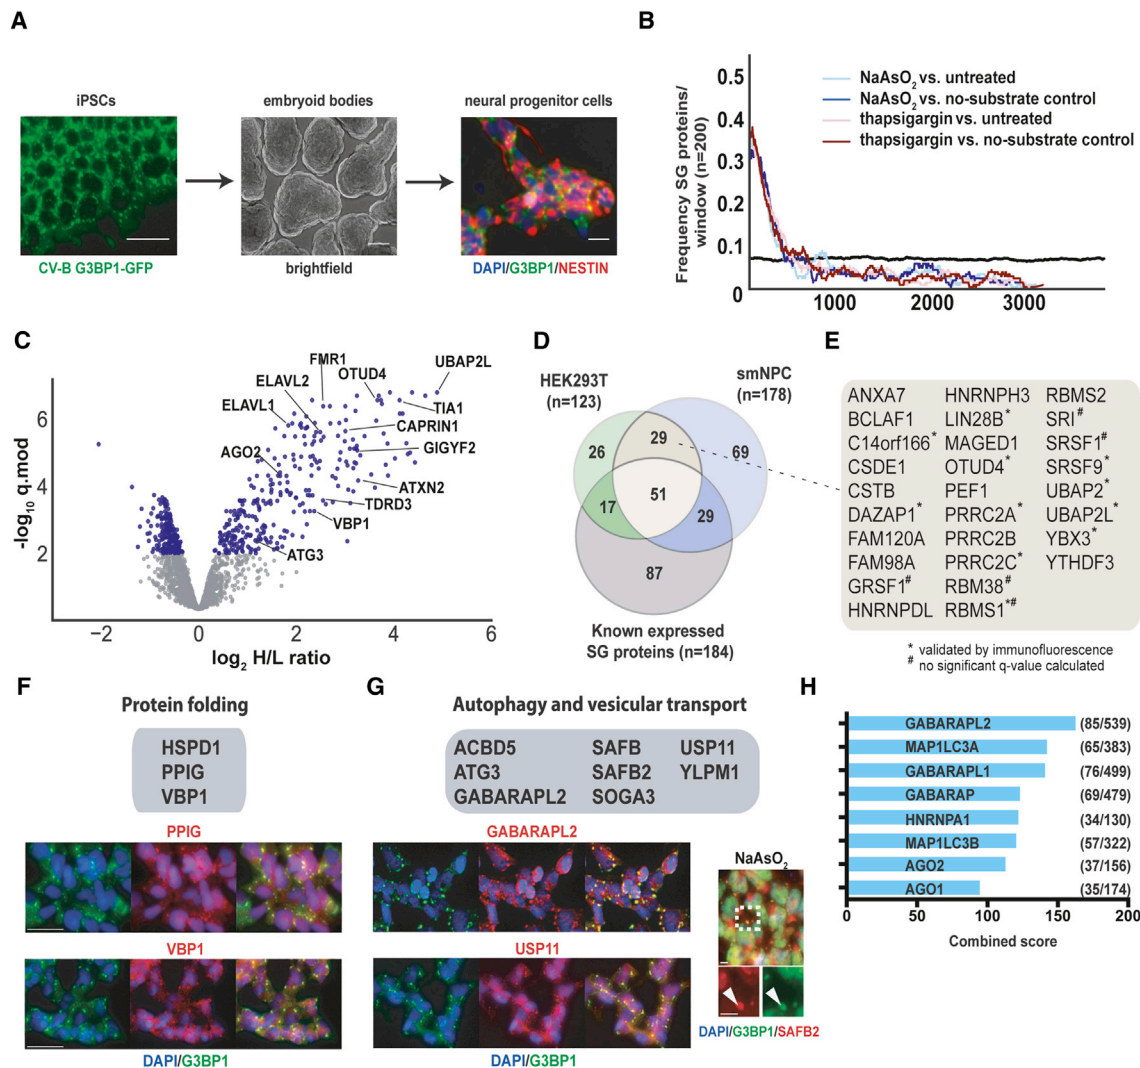 A
iPSCs
embryoid bodies
neural progenitor cells
CV-B G3BP1-GFP
brightfield
DAPI/G3BP1/NESTIN
B
Frequency SG proteins/
window (n=200)
0.5
0.4
0.3
0.2
0.1
0
1000
2000
3000
NaAsO2 vs. untreated
NaAsO2 vs. no-substrate control
thapsigargin vs. untreated
thapsigargin vs. no-substrate control
C
-log10 q.mod
6
4
2
−2
0
2
4
6
log2 H/L ratio
FMR1
UBAP2L
OTUD4
ELAVL2
ELAVL1
TIA1
CAPRIN1
GIGYF2
AGO2
ATXN2
TDRD3
VBP1
ATG3
D
HEK293T
(n=123)
smNPC
(n=178)
26
29
69
51
17
29
87
Known expressed
SG proteins (n=184)
E
ANXA7 HNRNPH3 RBMS2
BCLAF1 LIN28B* SRI#
C14orf166* MAGED1 SRSF1#
CSDE1 OTUD4* SRSF9*
CSTB PEF1 UBAP2*
DAZAP1* PRRC2A* UBAP2L*
FAM120A PRRC2B YBX3*
FAM98A PRRC2C* YTHDF3
GRSF1# RBM38#
HNRNPDL RBMS1*#
* validated by immunofluorescence
# no significant q-value calculated
F
Protein folding
HSPD1
PPIG
VBP1
PPIG
VBP1
DAPI/G3BP1
G
Autophagy and vesicular transport
ACBD5 SAFB USP11
ATG3 SAFB2 YLPM1
GABARAPL2 SOGA3
GABARAPL2
USP11
DAPI/G3BP1
NaAsO2
DAPI/G3BP1/SAFB2
H
GABARAPL2 (85/539)
MAP1LC3A (65/383)
GABARAPL1 (76/499)
GABARAP (69/479)
HNRNPA1 (34/130)
MAP1LC3B (57/322)
AGO2 (37/156)
AGO1 (35/174)
0 50 100 150 200
Combined score